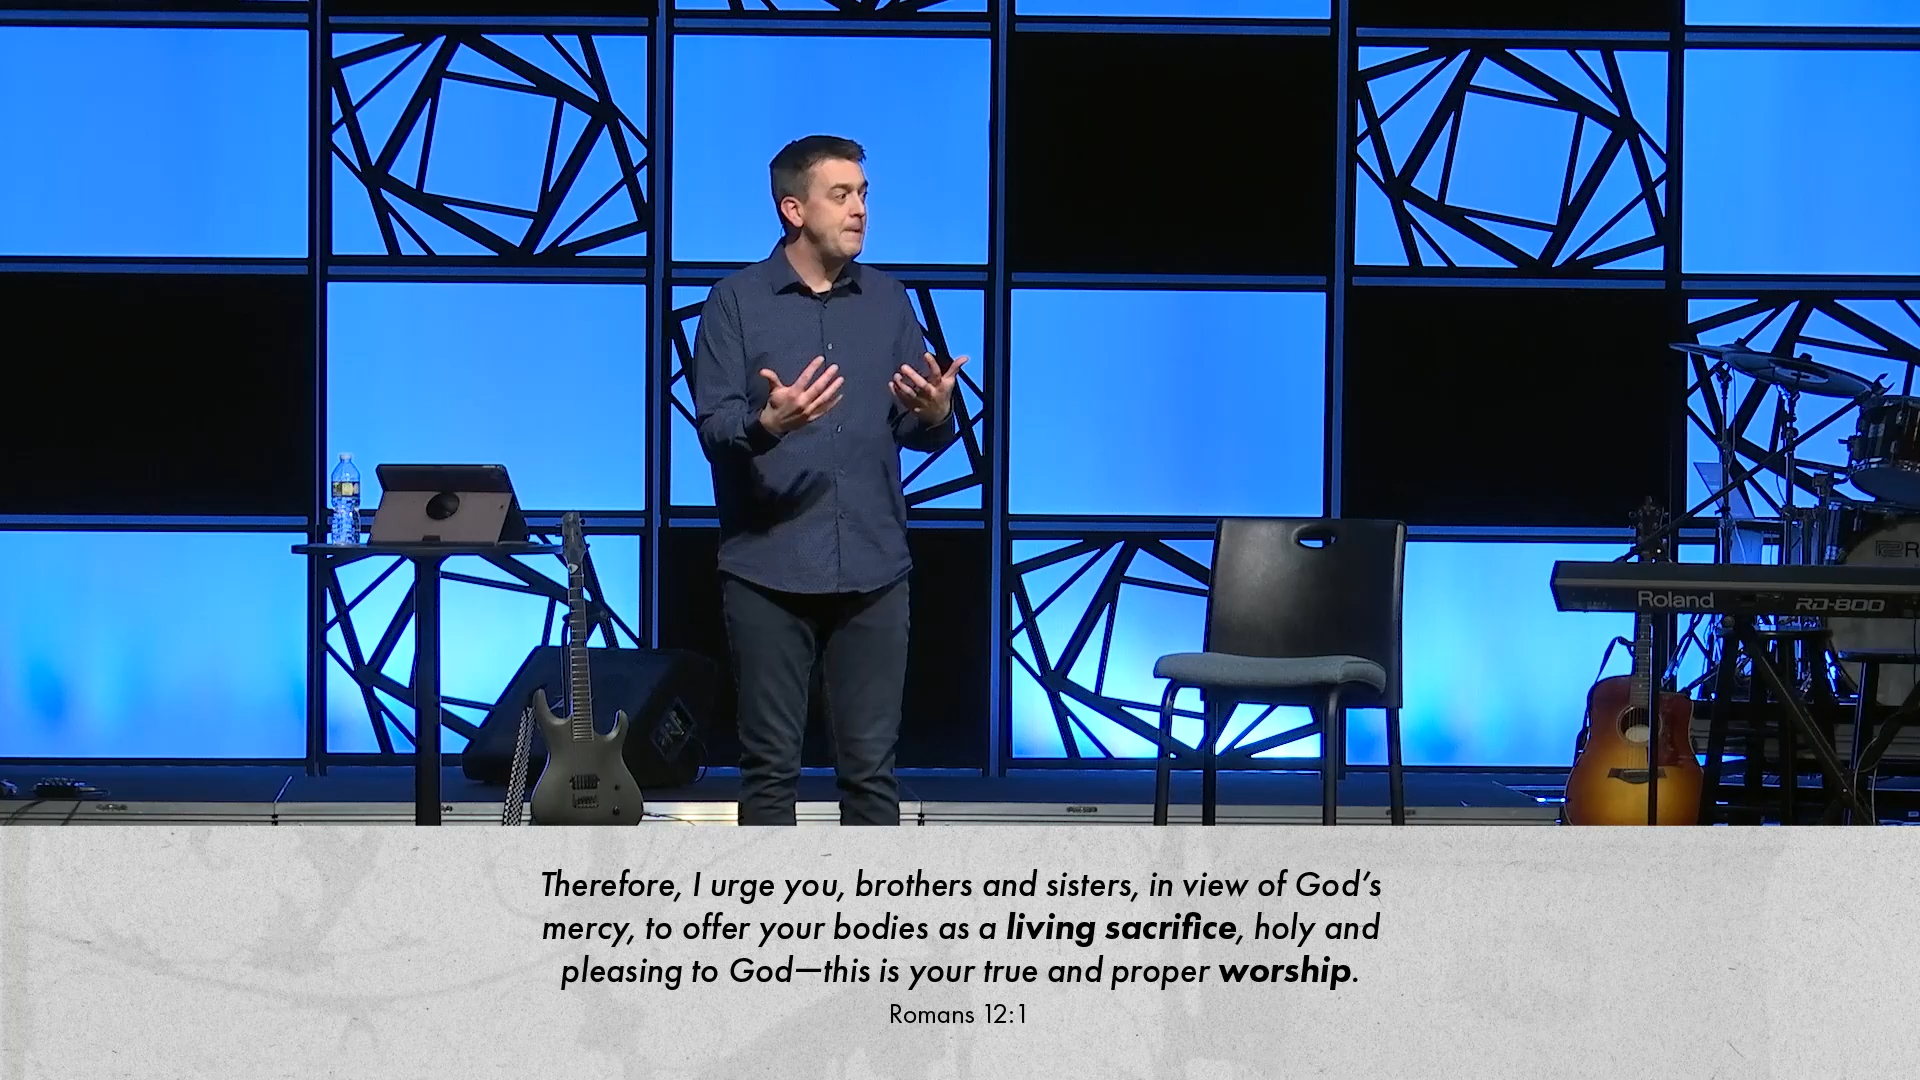 Roland
RD-800
Therefore, I urge you, brothers and sisters, in view of God's
mercy, to offer your bodies as a living sacrifice, holy and
pleasing to God—this is your true and proper worship.
Romans 12:1